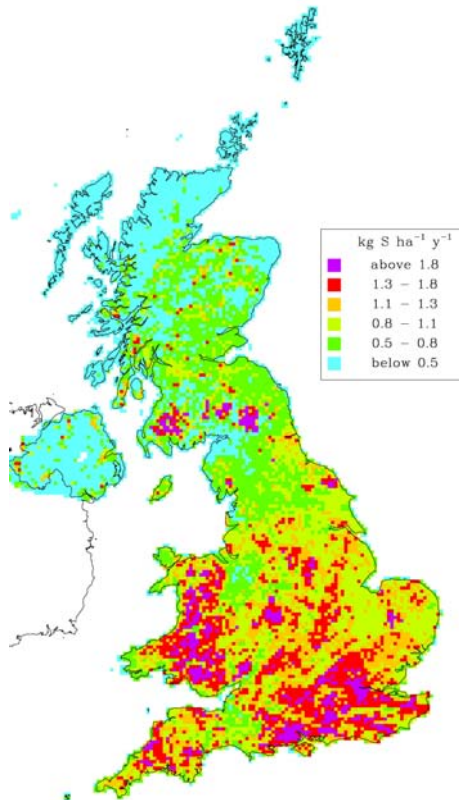 kg S ha⁻¹ y⁻¹
above 1.8
1.3 – 1.8
1.1 – 1.3
0.8 – 1.1
0.5 – 0.8
below 0.5